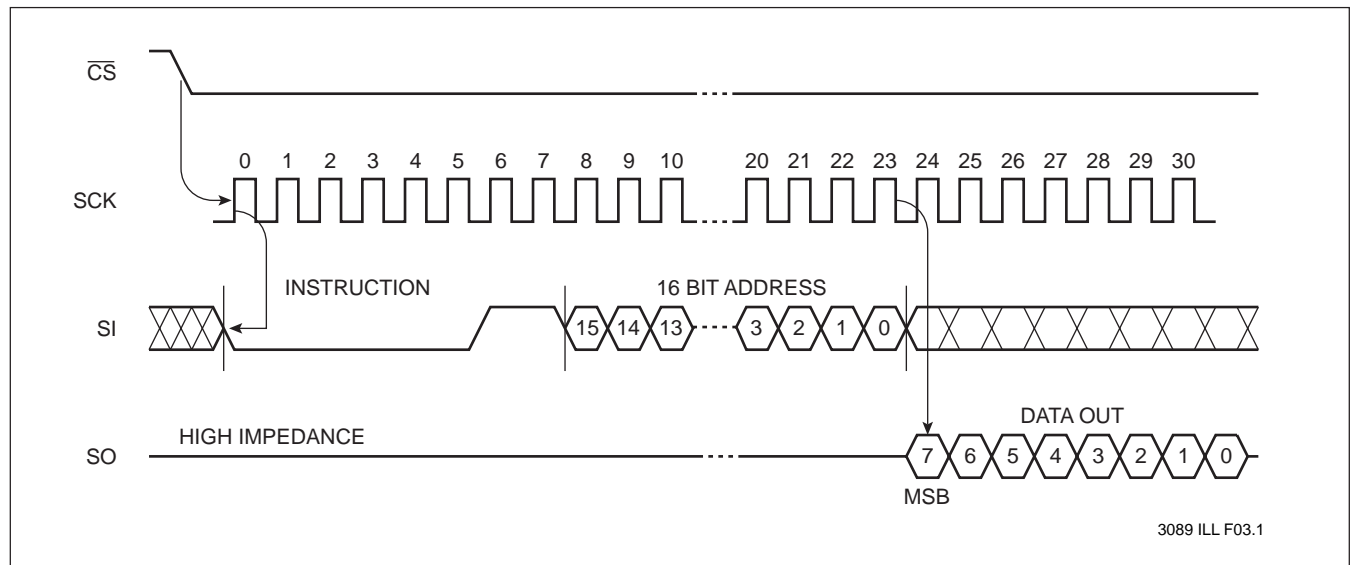 CS
0 1 2 3 4 5 6 7 8 9 10 20 21 22 23 24 25 26 27 28 29 30
SCK
INSTRUCTION 16 BIT ADDRESS
SI 15 14 13 3 2 1 0
DATA OUT
HIGH IMPEDANCE
SO 7 6 5 4 3 2 1 0
MSB
3089 ILL F03.1